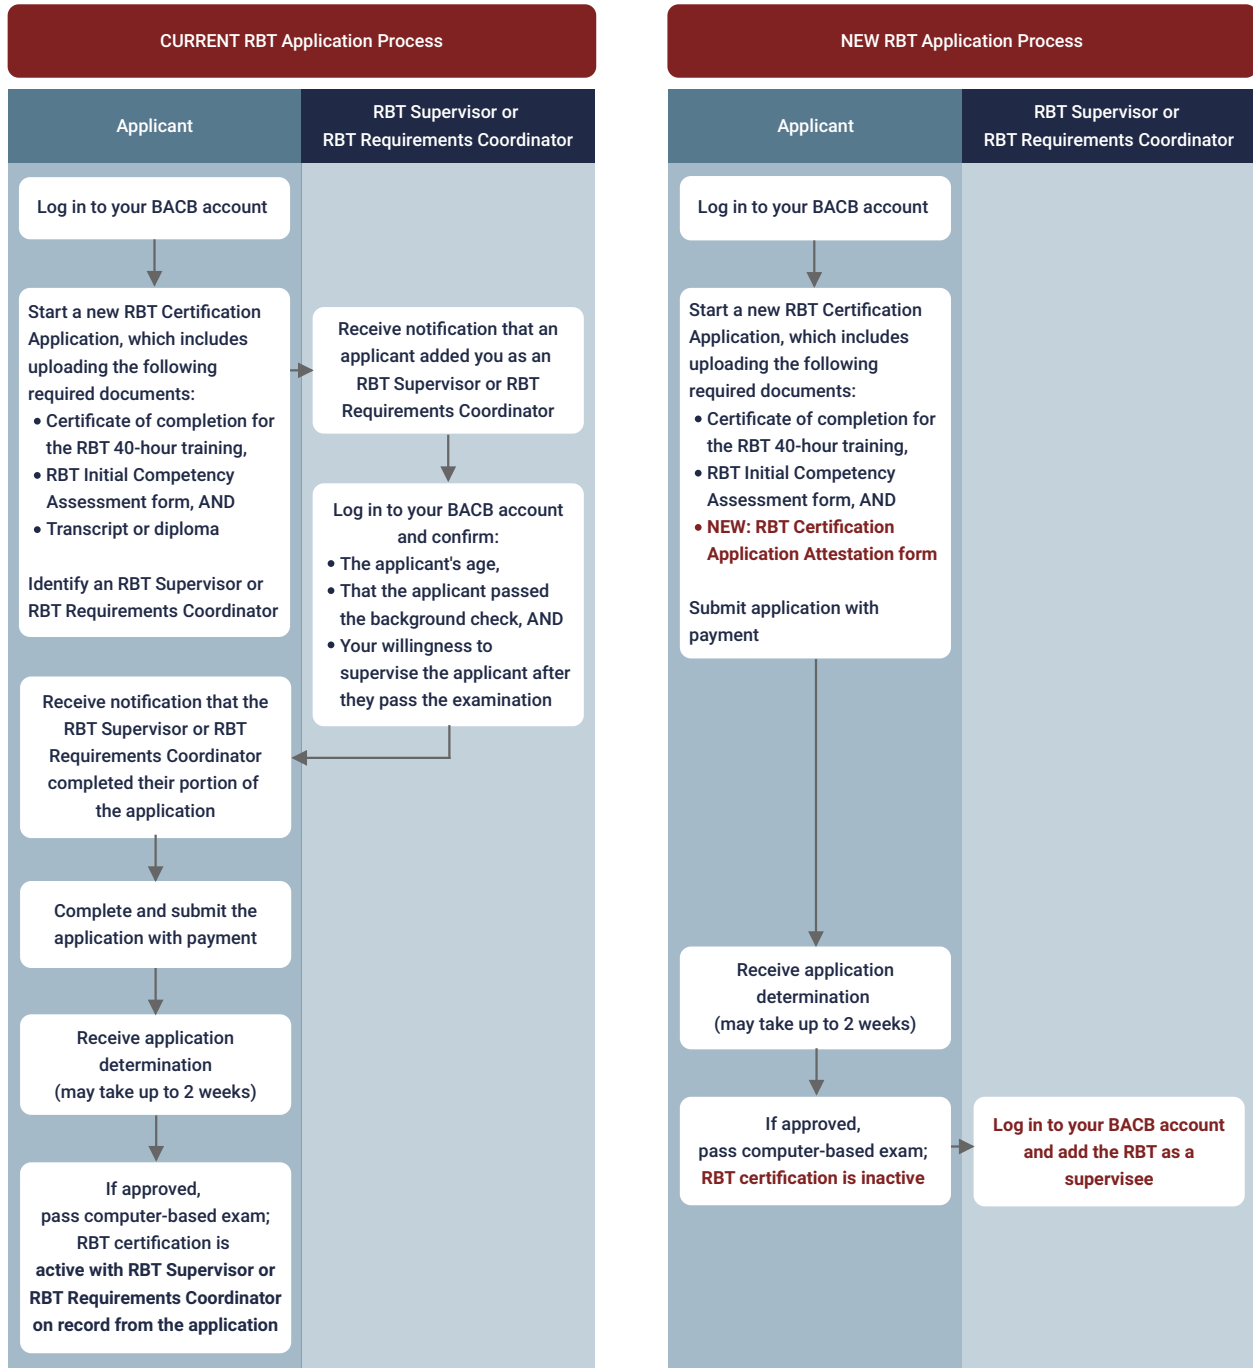 CURRENT RBT Application Process
Applicant
RBT Supervisor or
RBT Requirements Coordinator
Log in to your BACB account
Start a new RBT Certification
Application, which includes
uploading the following
required documents:
• Certificate of completion for
the RBT 40-hour training,
• RBT Initial Competency
Assessment form, AND
• Transcript or diploma
Identify an RBT Supervisor or
RBT Requirements Coordinator
Receive notification that an
applicant added you as an
RBT Supervisor or RBT
Requirements Coordinator
Log in to your BACB account
and confirm:
• The applicant's age,
• That the applicant passed
the background check, AND
• Your willingness to
supervise the applicant after
they pass the examination
Receive notification that the
RBT Supervisor or RBT
Requirements Coordinator
completed their portion of
the application
Complete and submit the
application with payment
Receive application
determination
(may take up to 2 weeks)
If approved,
pass computer-based exam;
RBT certification is
active with RBT Supervisor or
RBT Requirements Coordinator
on record from the application
NEW RBT Application Process
Applicant
RBT Supervisor or
RBT Requirements Coordinator
Log in to your BACB account
Start a new RBT Certification
Application, which includes
uploading the following
required documents:
• Certificate of completion for
the RBT 40-hour training,
• RBT Initial Competency
Assessment form, AND
• NEW: RBT Certification
Application Attestation form
Submit application with
payment
Receive application
determination
(may take up to 2 weeks)
If approved,
pass computer-based exam;
RBT certification is inactive
Log in to your BACB account
and add the RBT as a
supervisee